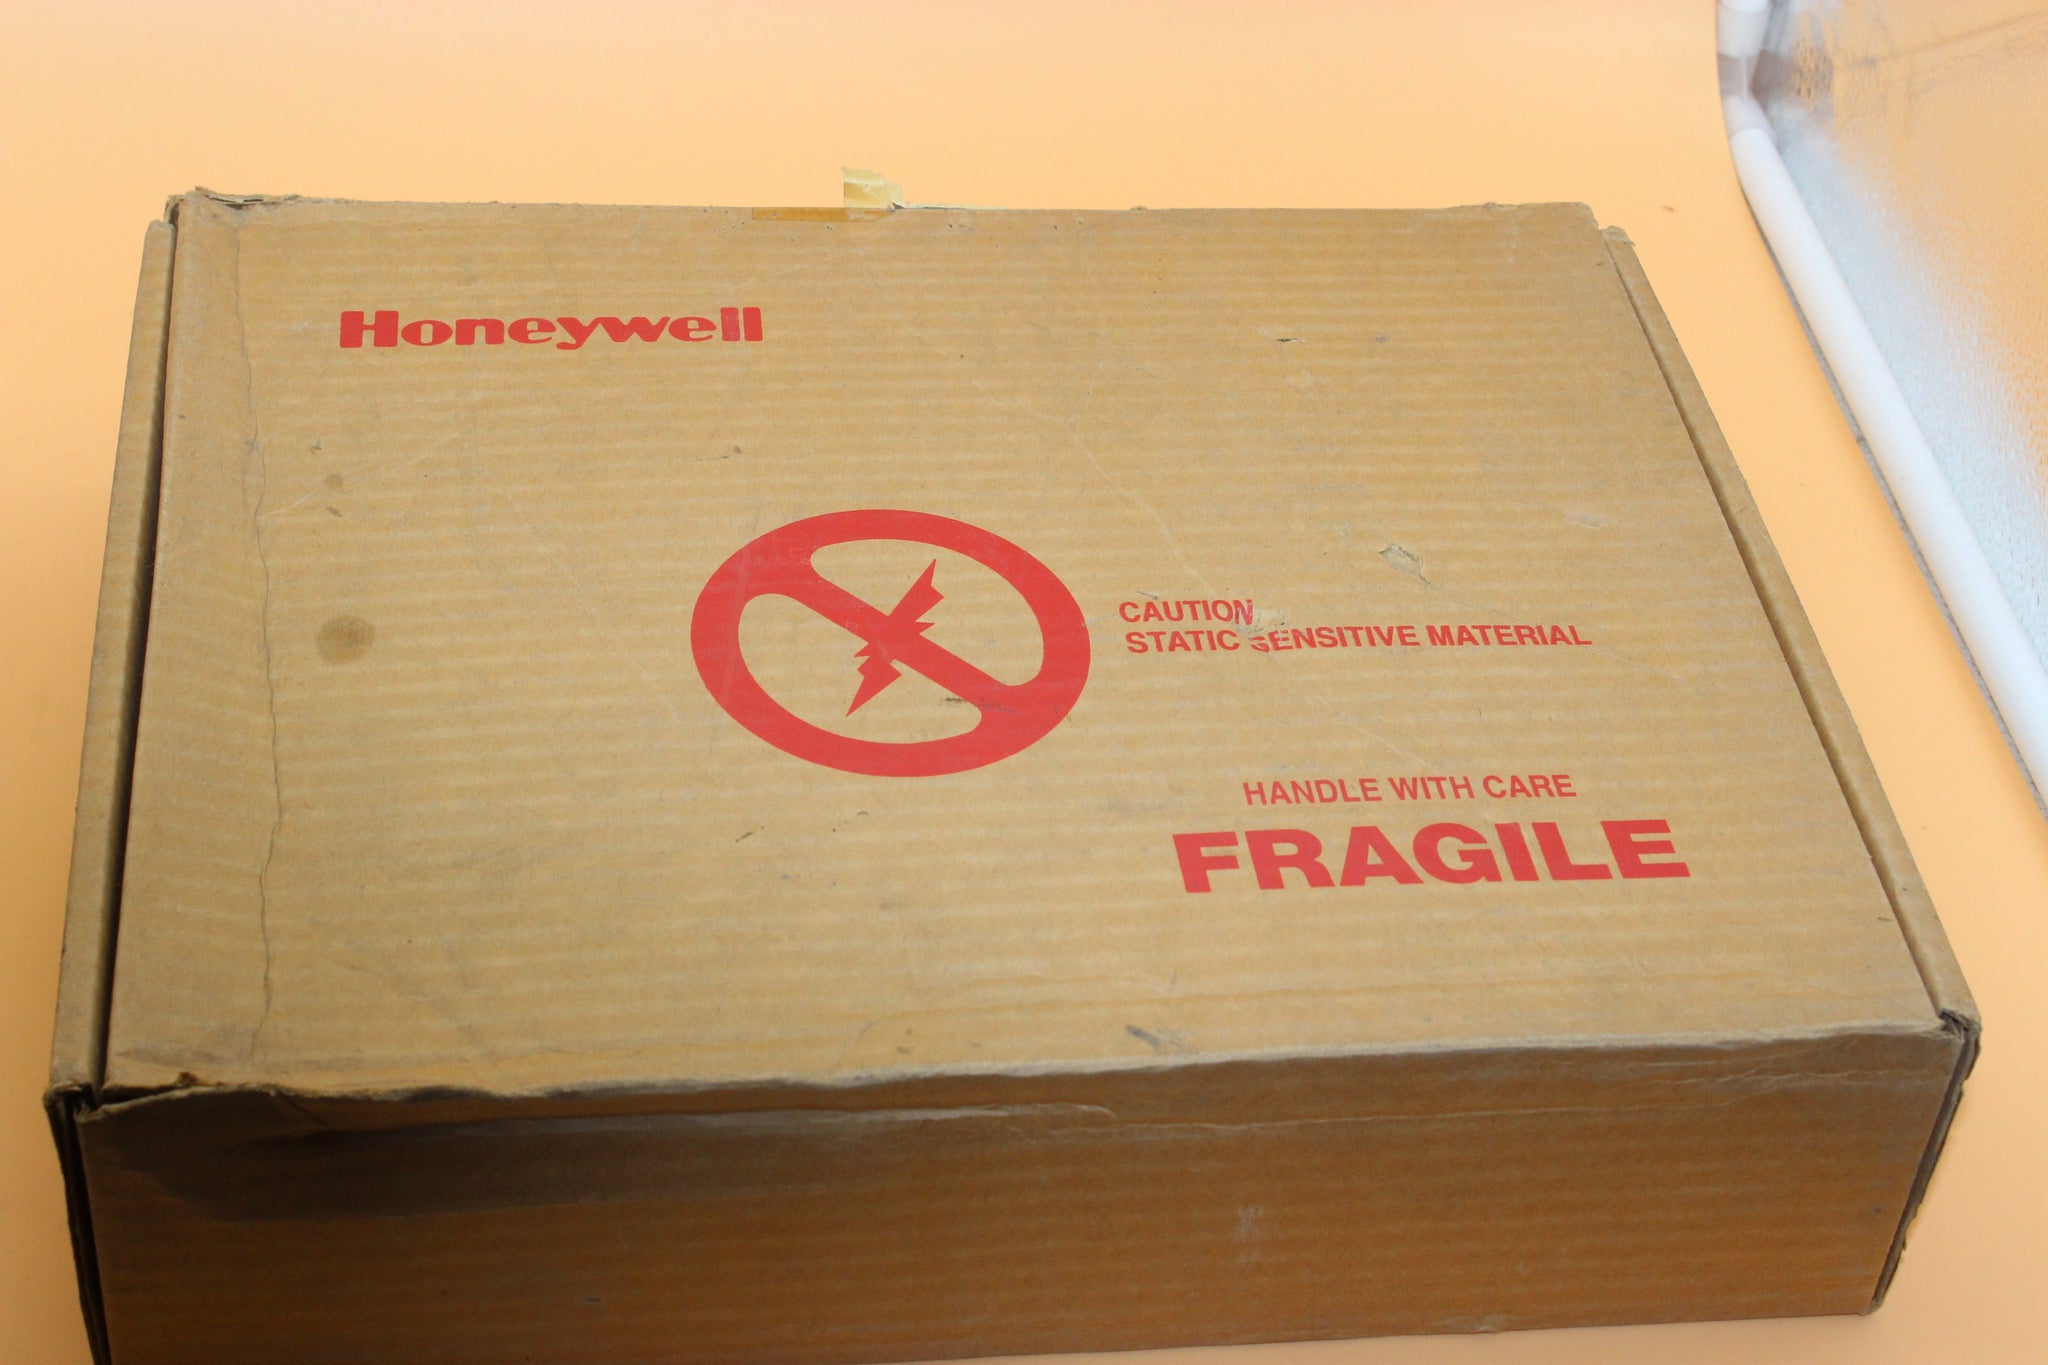 Honeywell
CAUTION
STATIC SENSITIVE MATERIAL
HANDLE WITH CARE
FRAGILE